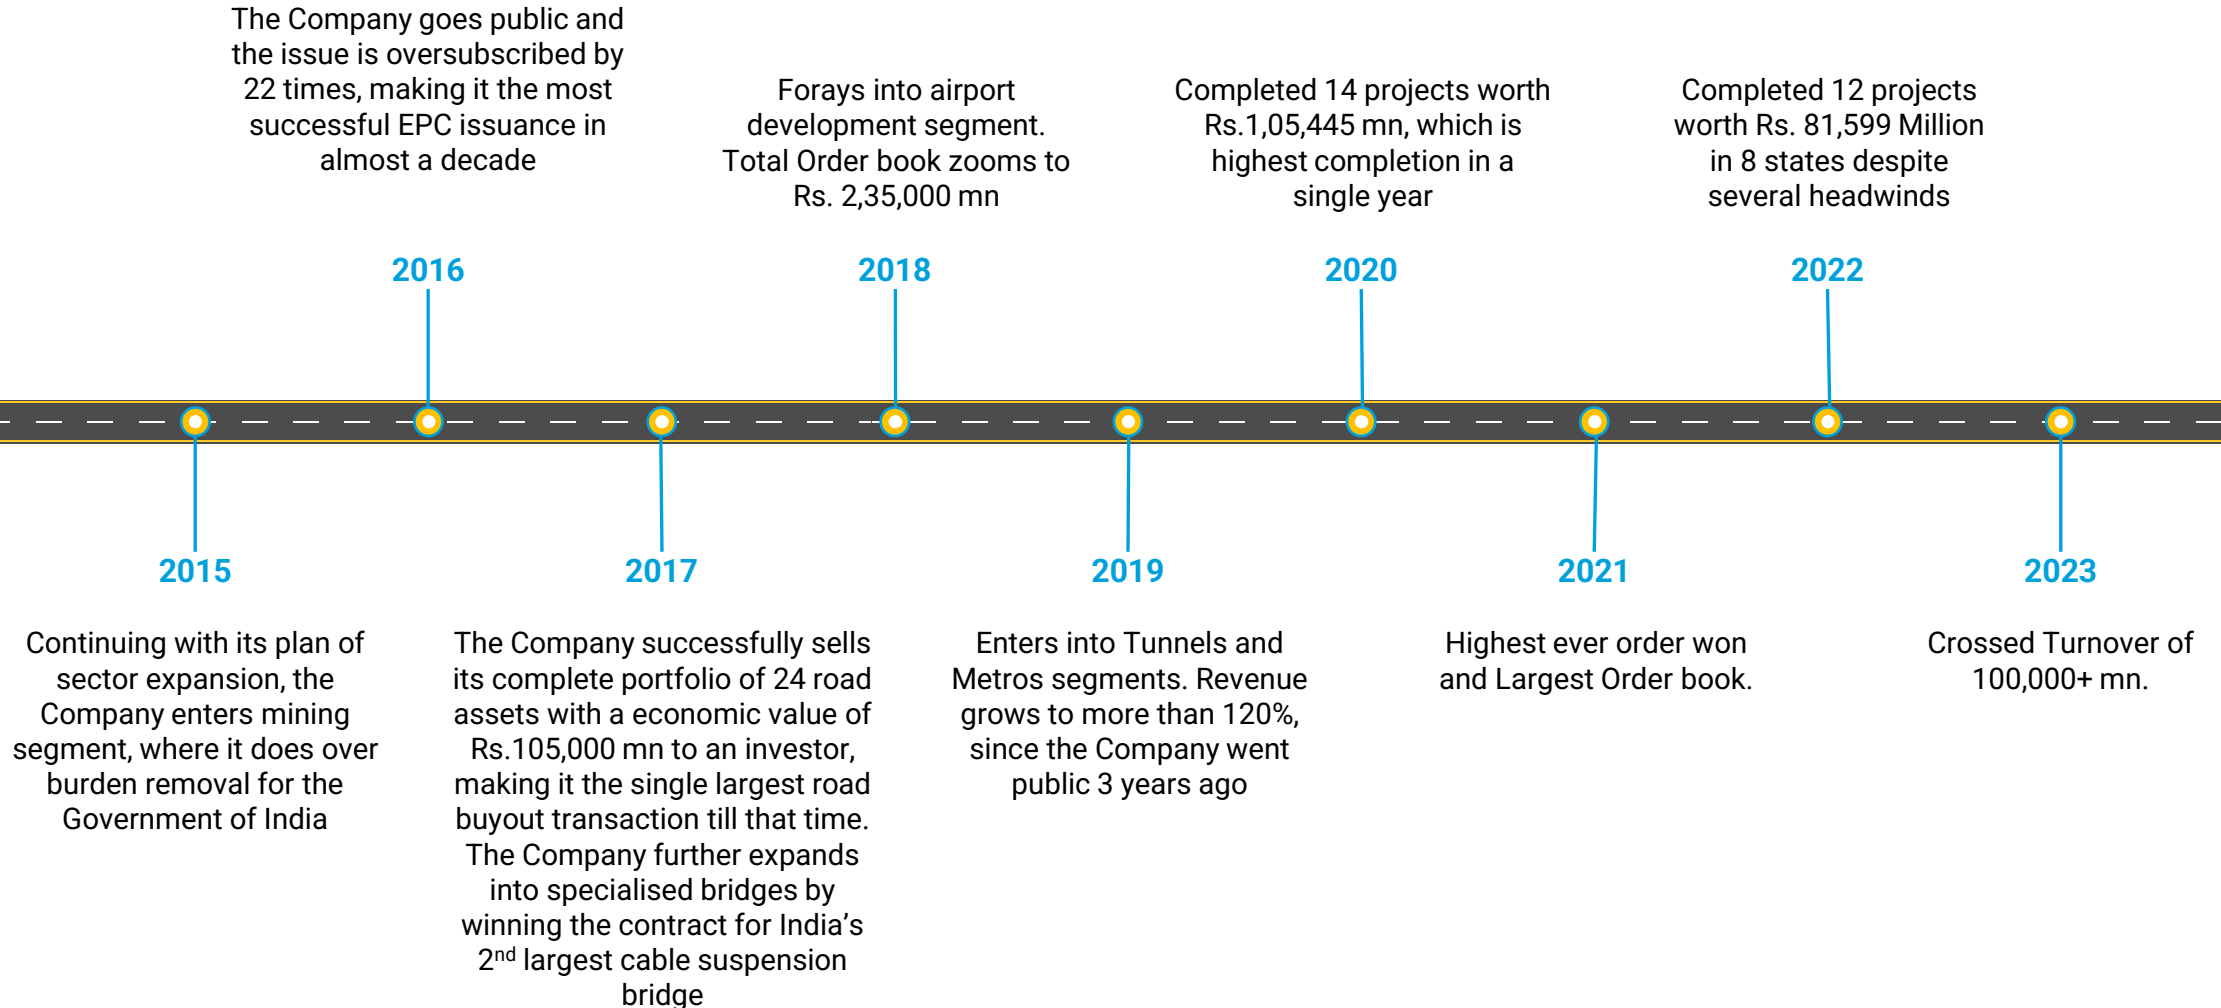 The Company goes public and
the issue is oversubscribed by
22 times, making it the most
successful EPC issuance in
almost a decade
Forays into airport
development segment.
Total Order book zooms to
Rs. 2,35,000 mn
Completed 14 projects worth
Rs.1,05,445 mn, which is
highest completion in a
single year
Completed 12 projects
worth Rs. 81,599 Million
in 8 states despite
several headwinds
2016
2018
2020
2022
2015
2017
2019
2021
2023
Continuing with its plan of
sector expansion, the
Company enters mining
segment, where it does over
burden removal for the
Government of India
The Company successfully sells
its complete portfolio of 24 road
assets with a economic value of
Rs.105,000 mn to an investor,
making it the single largest road
buyout transaction till that time.
The Company further expands
into specialised bridges by
winning the contract for India’s
2nd largest cable suspension
bridge
Enters into Tunnels and
Metros segments. Revenue
grows to more than 120%,
since the Company went
public 3 years ago
Highest ever order won
and Largest Order book.
Crossed Turnover of
100,000+ mn.